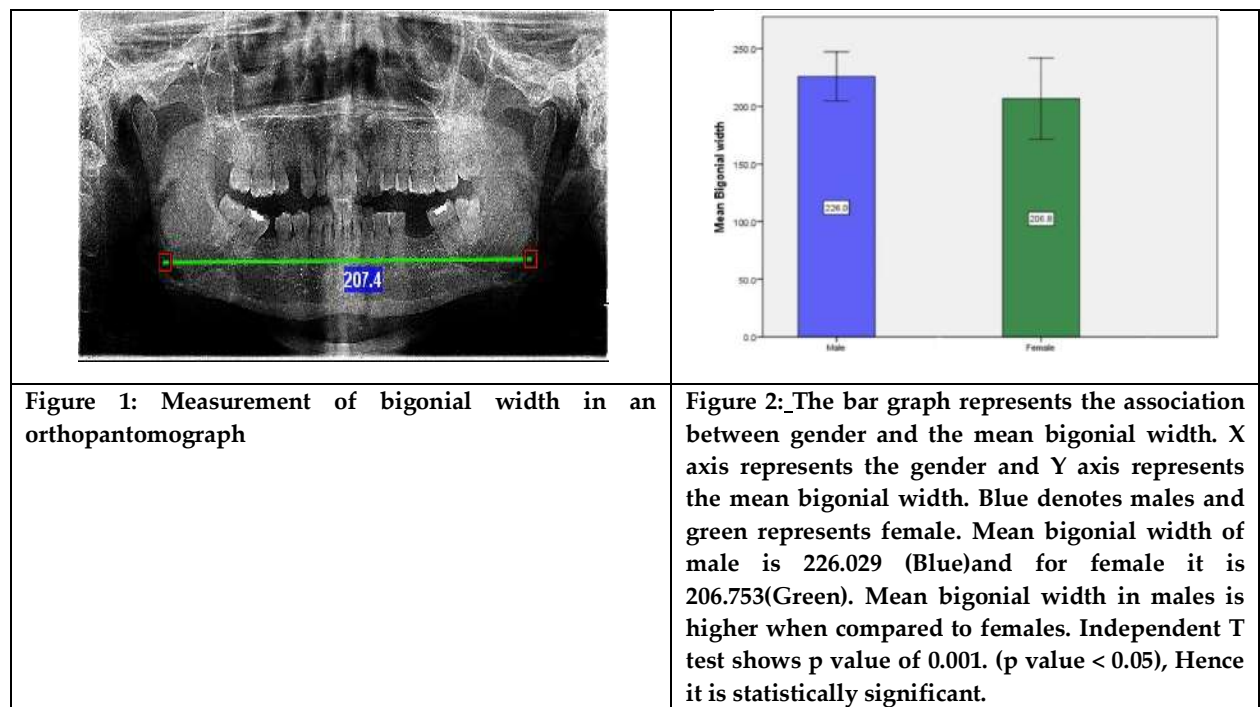 207.4
Figure 1: Measurement of bigonial width in an
orthopantomograph
Mean Bigonial width
250.0
200.0
150.0
100.0
50.0
0.0
226.0
206.8
Male
Female
Figure 2: The bar graph represents the association
between gender and the mean bigonial width. X
axis represents the gender and Y axis represents
the mean bigonial width. Blue denotes males and
green represents female. Mean bigonial width of
male is 226.029 (Blue)and for female it is
206.753(Green). Mean bigonial width in males is
higher when compared to females. Independent T
test shows p value of 0.001. (p value < 0.05), Hence
it is statistically significant.